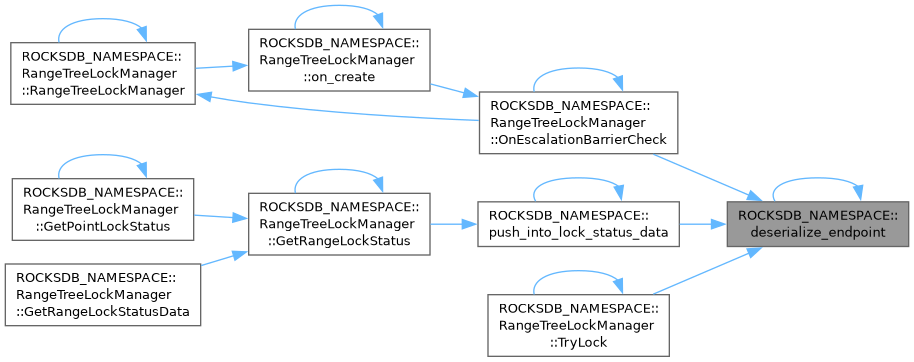 ROCKSDB_NAMESPACE::
RangeTreeLockManager
::RangeTreeLockManager
ROCKSDB_NAMESPACE::
RangeTreeLockManager
::on_create
ROCKSDB_NAMESPACE::
RangeTreeLockManager
::OnEscalationBarrierCheck
ROCKSDB_NAMESPACE::
RangeTreeLockManager
::GetPointLockStatus
ROCKSDB_NAMESPACE::
RangeTreeLockManager
::GetRangeLockStatus
ROCKSDB_NAMESPACE::
push_into_lock_status_data
ROCKSDB_NAMESPACE::
deserialize_endpoint
ROCKSDB_NAMESPACE::
RangeTreeLockManager
::GetRangeLockStatusData
ROCKSDB_NAMESPACE::
RangeTreeLockManager
::TryLock